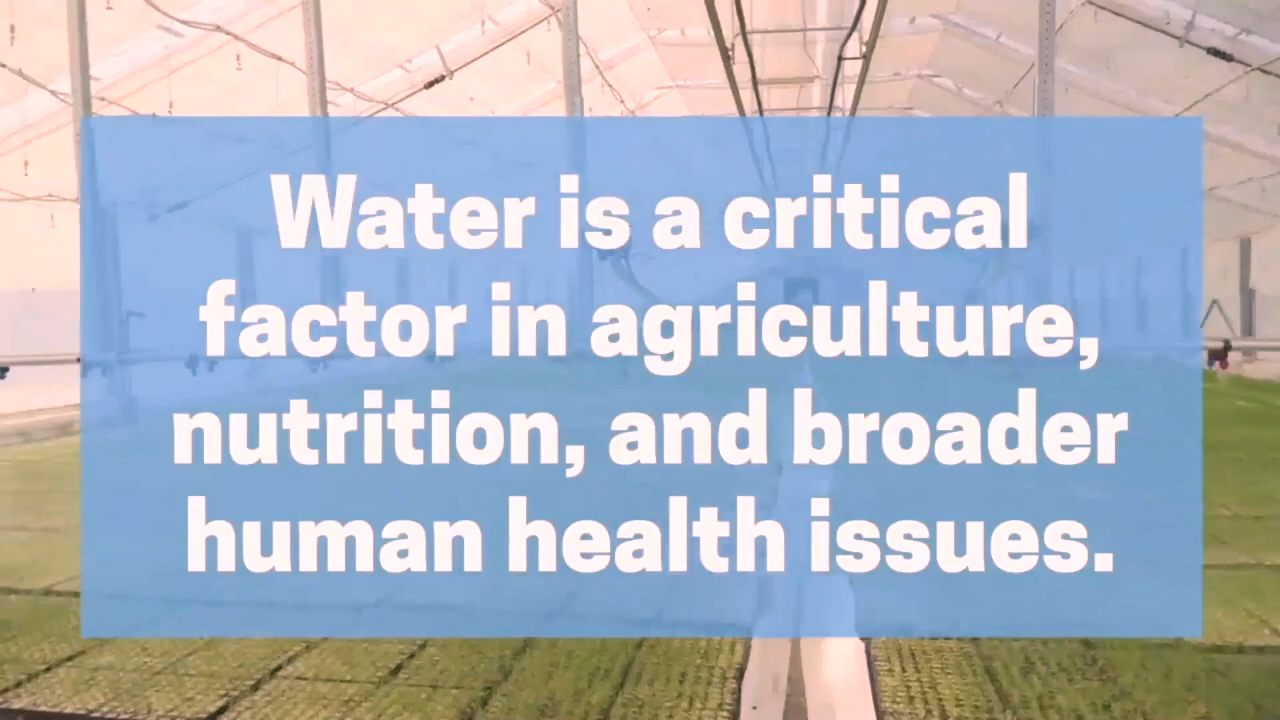 Water is a critical
factor in agriculture,
nutrition, and broader
human health issues.